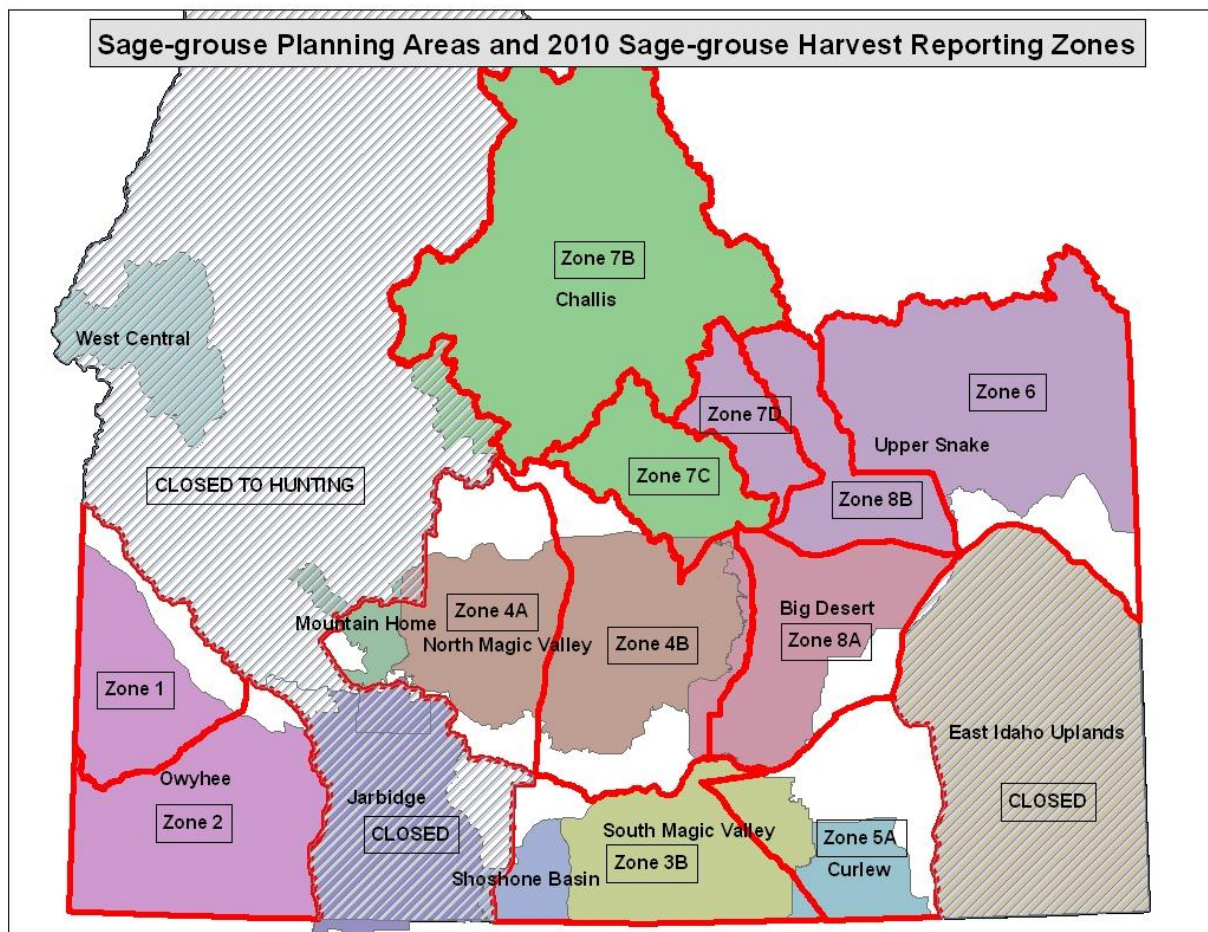 Sage-grouse Planning Areas and 2010 Sage-grouse Harvest Reporting Zones
Zone 7B
Challis
West Central
Zone 6
Zone 7D
Upper Snake
Zone 7C
CLOSED TO HUNTING
Zone 8B
Zone 4A
Big Desert
Mountain Home
North Magic Valley
Zone 4B
Zone 8A
Zone 1
East Idaho Uplands
Owyhee
Jarbidge
CLOSED
Zone 2
CLOSED
South Magic Valley
Zone 5A
Zone 3B
Curlew
Shoshone Basin